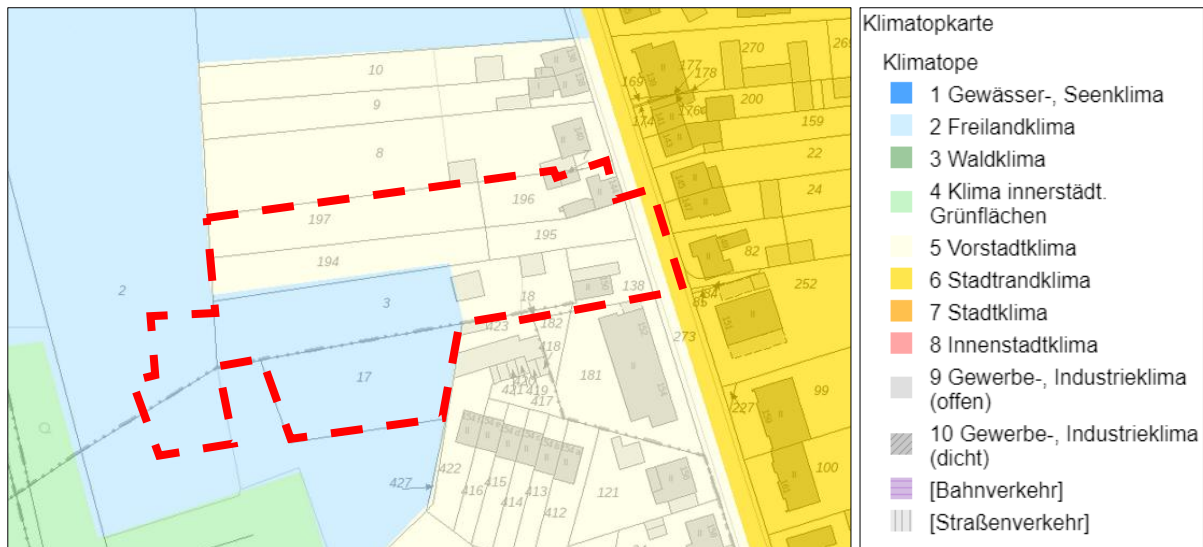 Klimatopkarte
Klimatope
1 Gewässer-, Seenklima
2 Freilandklima
3 Waldklima
4 Klima innerstädt.
Grünflächen
5 Vorstadtklima
6 Stadtrandklima
7 Stadtklima
8 Innenstadtklima
9 Gewerbe-, Industrieklima
(offen)
10 Gewerbe-, Industrieklima
(dicht)
[Bahnverkehr]
[Straßenverkehr]
10
9
8
7
197
196
195
194
2
3
17
18
138
423
182
418
419
417
181
273
422
415
416
414
413
412
121
427
270
177
178
169
174
200
159
22
24
82
252
227
99
100